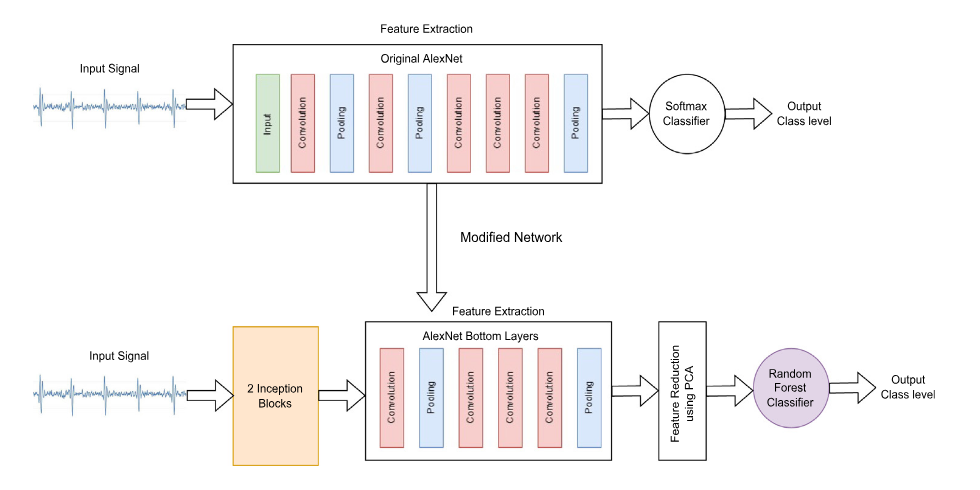 Feature Extraction
Original AlexNet
Input Signal
Input
Convolution
Pooling
Convolution
Pooling
Convolution
Convolution
Convolution
Pooling
Softmax
Classifier
Output
Class level
Modified Network
Feature Extraction
AlexNet Bottom Layers
Input Signal
2 Inception
Blocks
Convolution
Pooling
Convolution
Convolution
Convolution
Pooling
Feature Reduction
using PCA
Random
Forest
Classifier
Output
Class level